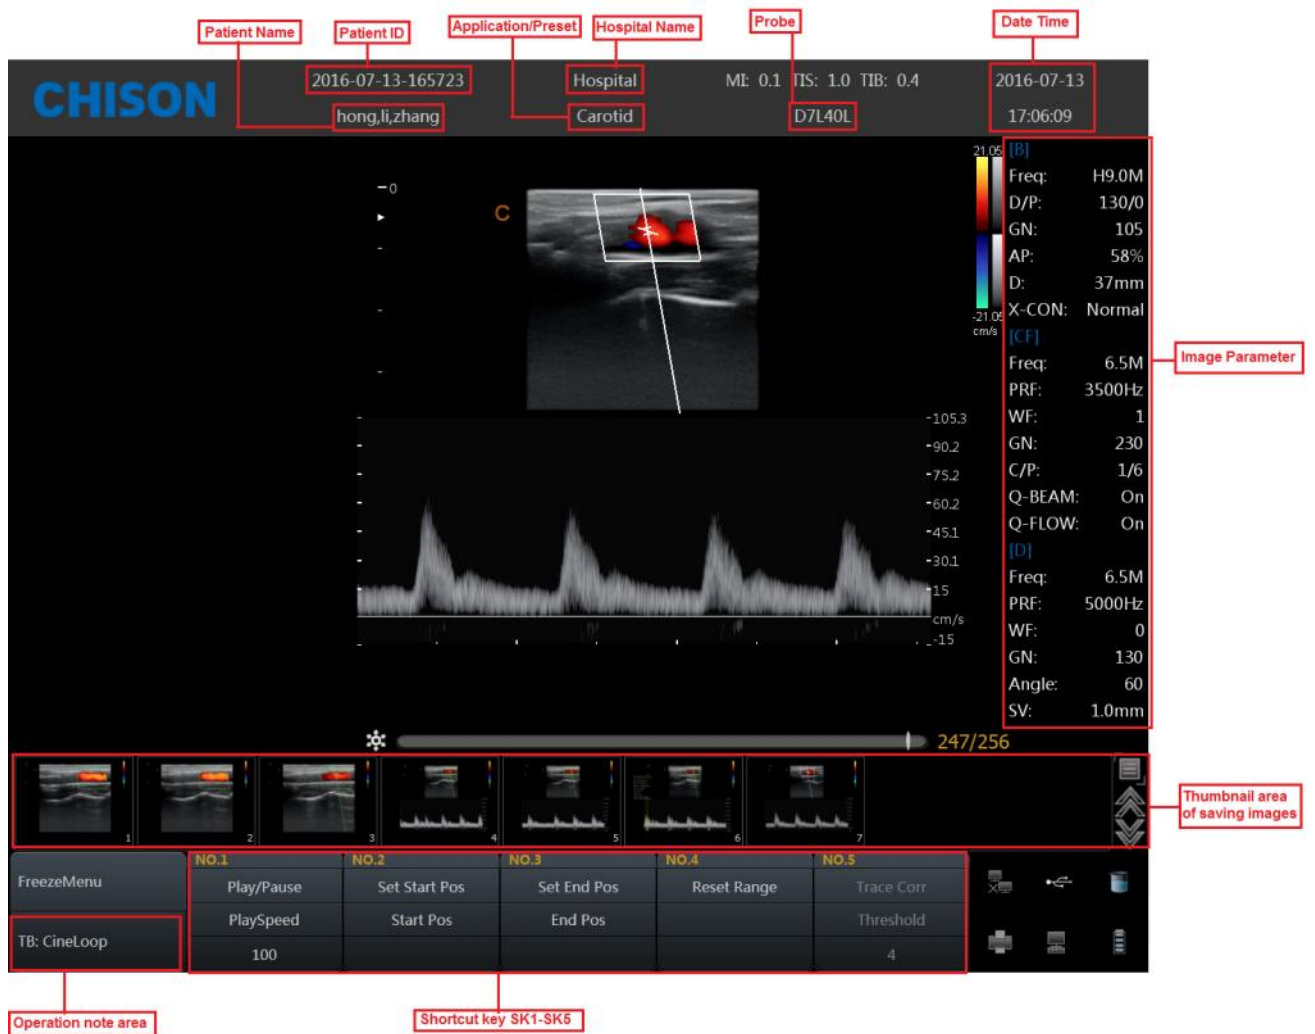 Patient Name
Patient ID
Application/Preset
Hospital Name
Probe
Date Time
CHISON
2016-07-13-165723
Hospital
MI: 0.1 TIS: 1.0 TIB: 0.4
2016-07-13
hong,li,zhang
Carotid
D7L40L
17:06:09
0
C
21.05
-21.05
cm/s
[B]
Freq: H9.0M
D/P: 130/0
GN: 105
AP: 58%
D: 37mm
X-CON: Normal
[CF]
Freq: 6.5M
PRF: 3500Hz
WF: 1
GN: 230
C/P: 1/6
Q-BEAM: On
Q-FLOW: On
[D]
Freq: 6.5M
PRF: 5000Hz
WF: 0
GN: 130
Angle: 60
SV: 1.0mm
Image Parameter
-105.3
-90.2
-75.2
-60.2
-45.1
-30.1
-15
cm/s
-15
247/256
1
2
3
4
5
6
7
Thumbnail area
of saving images
FreezeMenu
TB: CineLoop
NO.1
Play/Pause
PlaySpeed
100
NO.2
Set Start Pos
Start Pos
NO.3
Set End Pos
End Pos
NO.4
Reset Range
NO.5
Trace Corr
Threshold
4
Operation note area
Shortcut key SK1-SK5